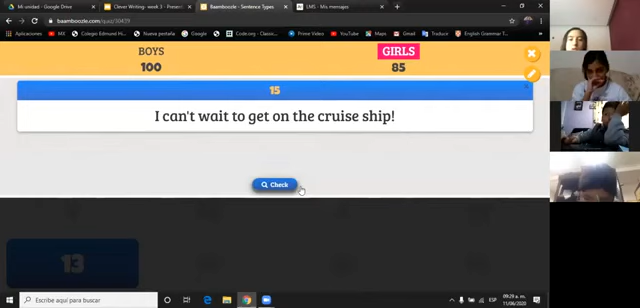 Mi unidad - Google Drive
Clever Writing - week 3 - Present
Baamboozle - Sentence Types
LMS - Mis mensajes
baamboozle.com/quiz/30459
Aplicaciones
MX
Colegio Edmund H
Nueva pestaña
Google
Code.org - Classic
Prime Video
YouTube
Maps
Gmail
Traduce
English Grammar T
BOYS
GIRLS
100
85
15
I can't wait to get on the cruise ship!
Check
13
Escribe aquí para buscar
ESP
09:29 a. m.
11/06/2020